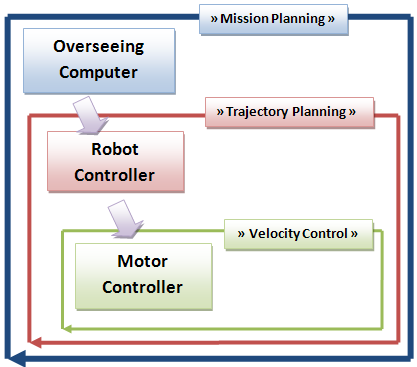 » Mission Planning »
Overseeing
Computer
» Trajectory Planning »
Robot
Controller
» Velocity Control »
Motor
Controller